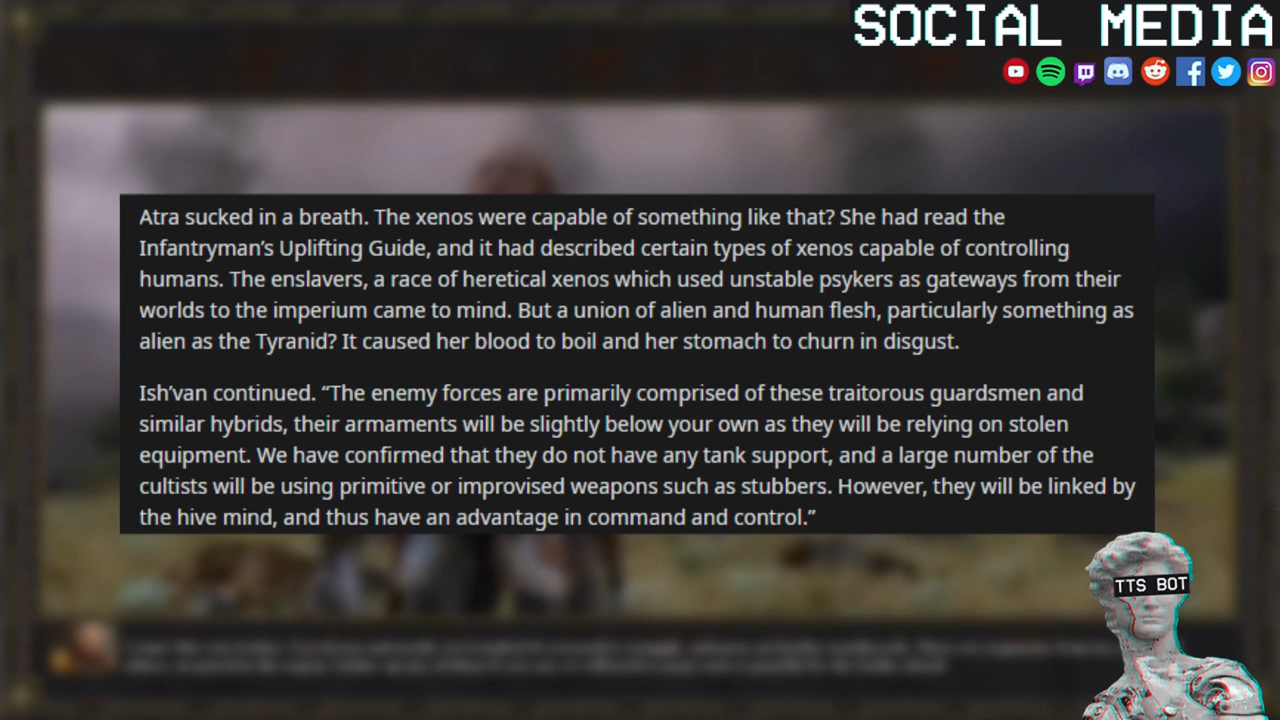 SOCIAL MEDIA
Atra sucked in a breath. The xenos were capable of something like that? She had read the
Infantryman’s Uplifting Guide, and it had described certain types of xenos capable of controlling
humans. The enslavers, a race of heretical xenos which used unstable psykers as gateways from their
worlds to the imperium came to mind. But a union of alien and human flesh, particularly something as
alien as the Tyranid? It caused her blood to boil and her stomach to churn in disgust.
Ish’van continued. “The enemy forces are primarily comprised of these traitorous guardsmen and
similar hybrids, their armaments will be slightly below your own as they will be relying on stolen
equipment. We have confirmed that they do not have any tank support, and a large number of the
cultists will be using primitive or improvised weapons such as stubbers. However, they will be linked by
the hive mind, and thus have an advantage in command and control.”
TTS BOT